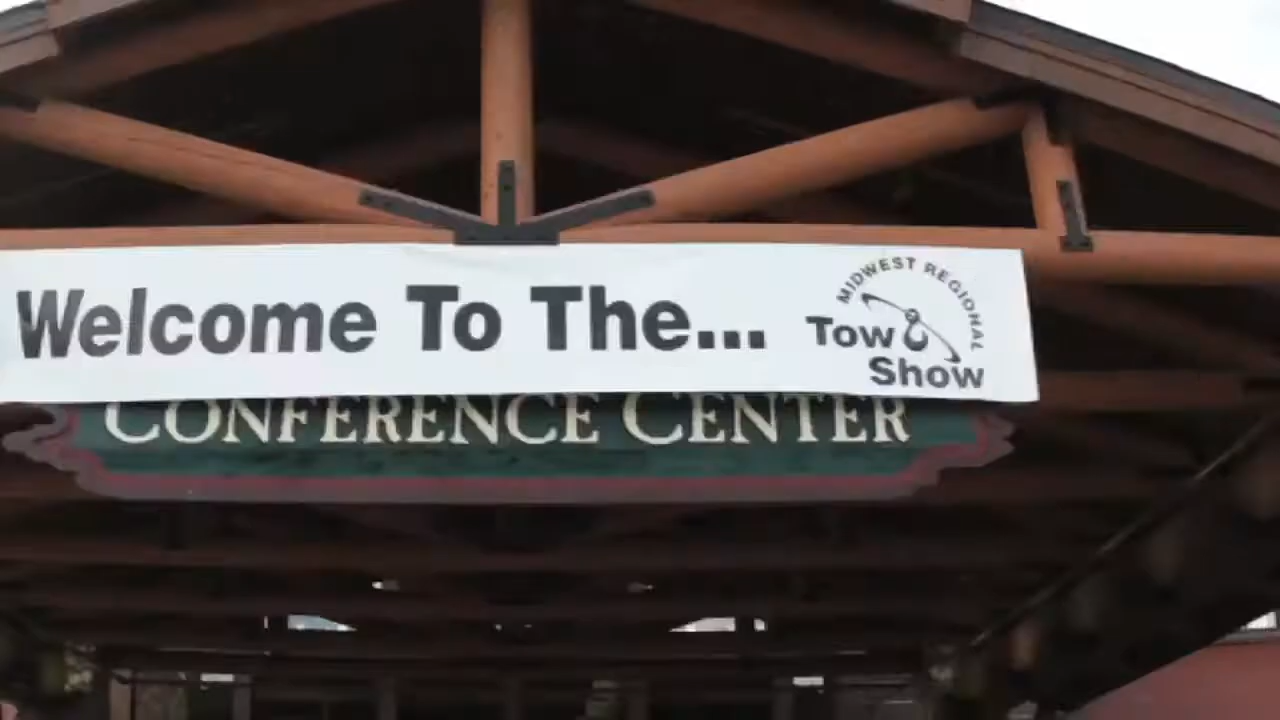 Welcome To The...
MIDWEST REGIONAL
Tow
Show
CONFERENCE CENTER